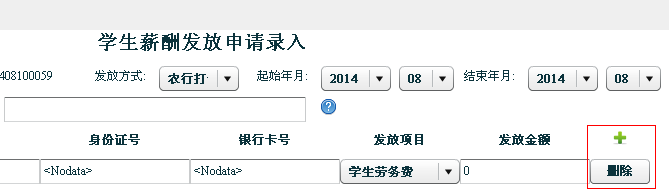 学生薪酬发放申请录入
408100059 发放方式: 农行打· 起始年月: 2014 08 结束年月: 2014 08
?
身份证号 银行卡号 发放项目 发放金额
<Nodata> <Nodata> 学生劳务费 0 删除